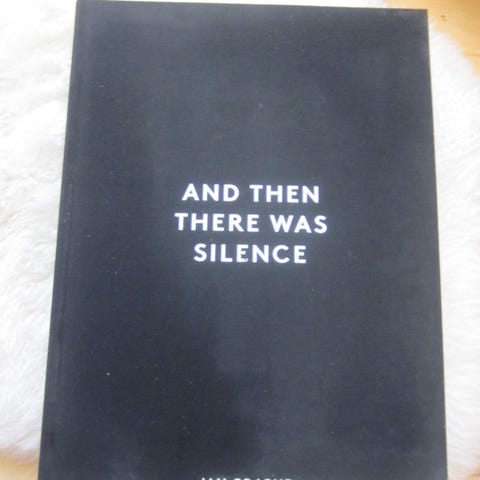 AND THEN
THERE WAS
SILENCE